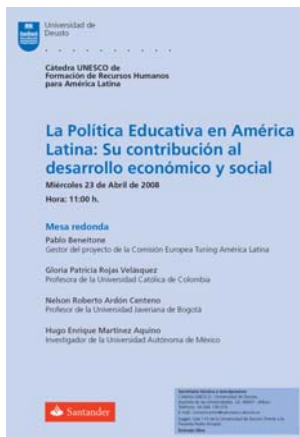 Universidad de
Deusto
Cátedra UNESCO de
Formación de Recursos Humanos
para América Latina
La Política Educativa en América
Latina: Su contribución al
desarrollo económico y social
Miércoles 23 de Abril de 2008
Hora: 11:00 h.
Mesa redonda
Pablo Beneitone
Gestor del proyecto de la Comisión Europea Tuning América Latina
Gloria Patricia Rojas Velásquez
Profesora de la Universidad Católica de Colombia
Nelson Roberto Ardón Centeno
Profesor de la Universidad Javeriana de Bogotá
Hugo Enrique Martínez Aquino
Investigador de la Universidad Autónoma de México
Santander